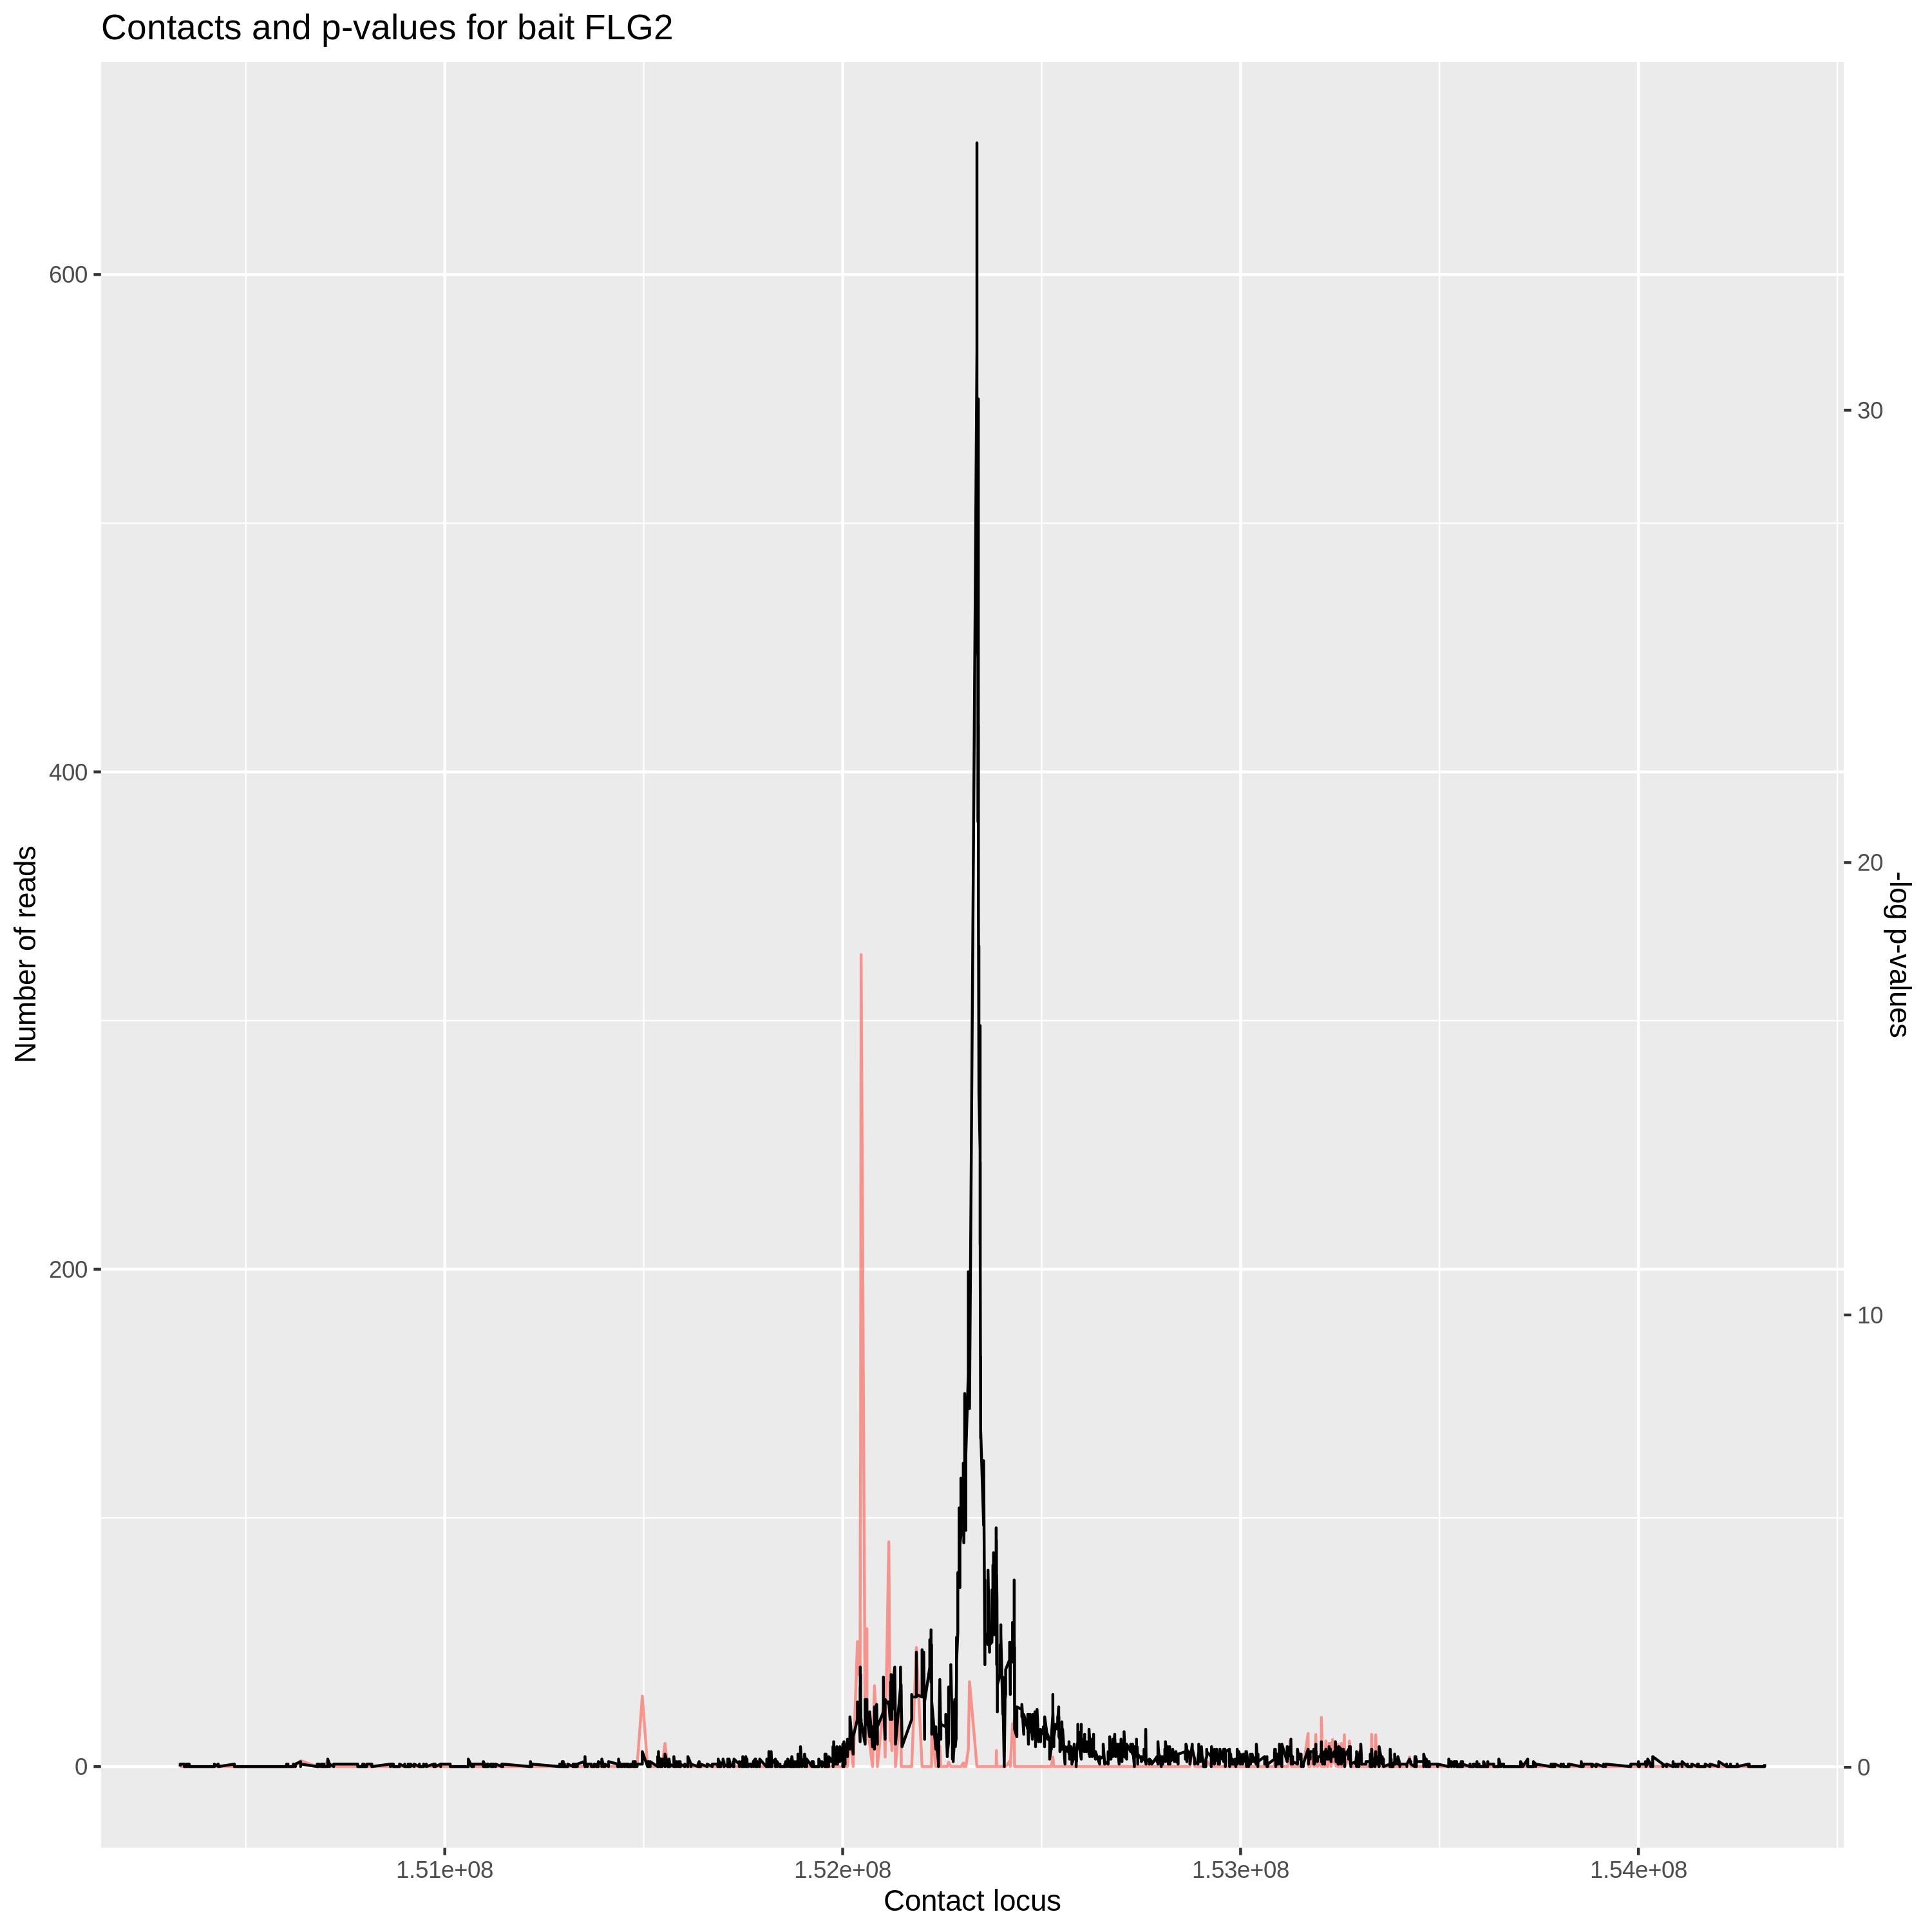 Contacts and p-values for bait FLG2
600
400
200
0
30
20
10
0
Number of reads
-log p-values
1.51e+08 1.52e+08 1.53e+08 1.54e+08
Contact locus